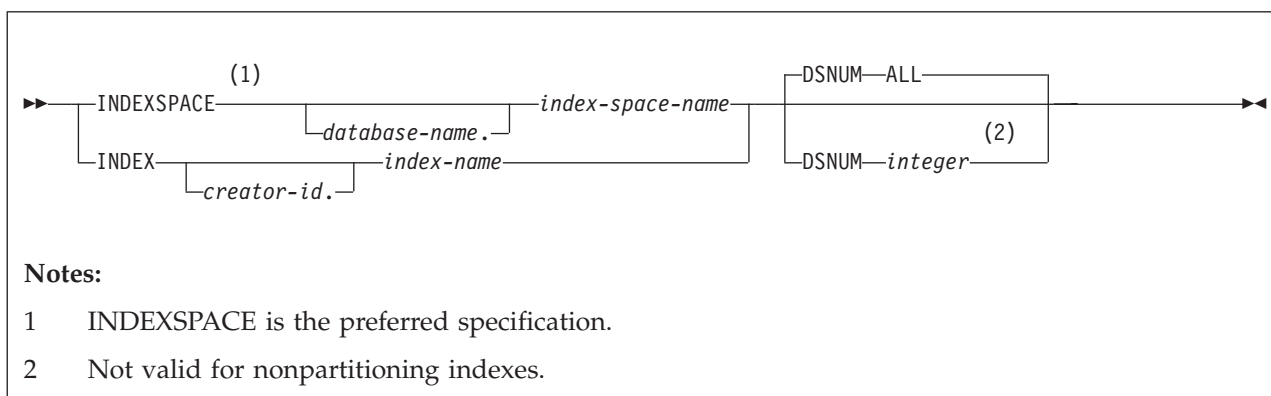 (1)
INDEXSPACE database-name. index-space-name DSNUM ALL
INDEX creator-id. index-name DSNUM integer (2)
Notes:
1 INDEXSPACE is the preferred specification.
2 Not valid for nonpartitioning indexes.